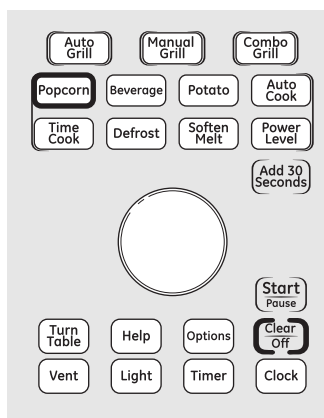 Auto Grill
Manual Grill
Combo Grill
Popcorn
Beverage
Potato
Auto Cook
Time Cook
Defrost
Soften Melt
Power Level
Add 30 Seconds
Start
Pause
Turn Table
Help
Options
Clear
Off
Vent
Light
Timer
Clock